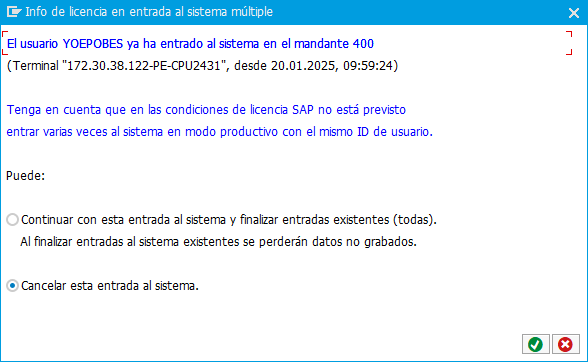 Info de licencia en entrada al sistema múltiple
El usuario YOEPOBES ya ha entrado al sistema en el mandante 400
(Terminal "172.30.38.122-PE-CPU2431", desde 20.01.2025, 09:59:24)
Tenga en cuenta que en las condiciones de licencia SAP no está previsto
entrar varias veces al sistema en modo productivo con el mismo ID de usuario.
Puede:
Continuar con esta entrada al sistema y finalizar entradas existentes (todas).
Al finalizar entradas al sistema existentes se perderán datos no grabados.
Cancelar esta entrada al sistema.